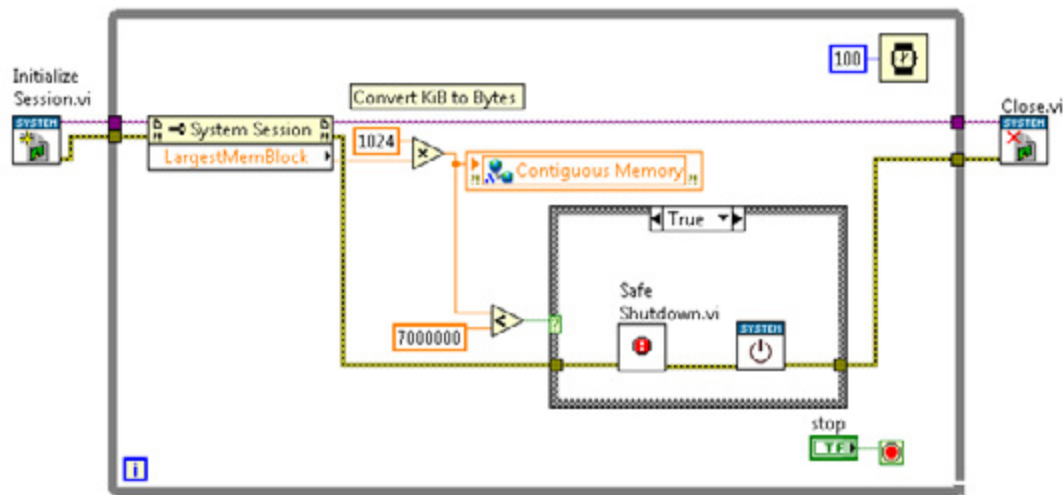 Initialize
Session.vi
SYSTEM
System Session
LargestMemBlock
Convert KiB to Bytes
1024
Contiguous Memory
100
Close.vi
SYSTEM
True
7000000
?
Safe
Shutdown.vi
SYSTEM
stop
TF
i